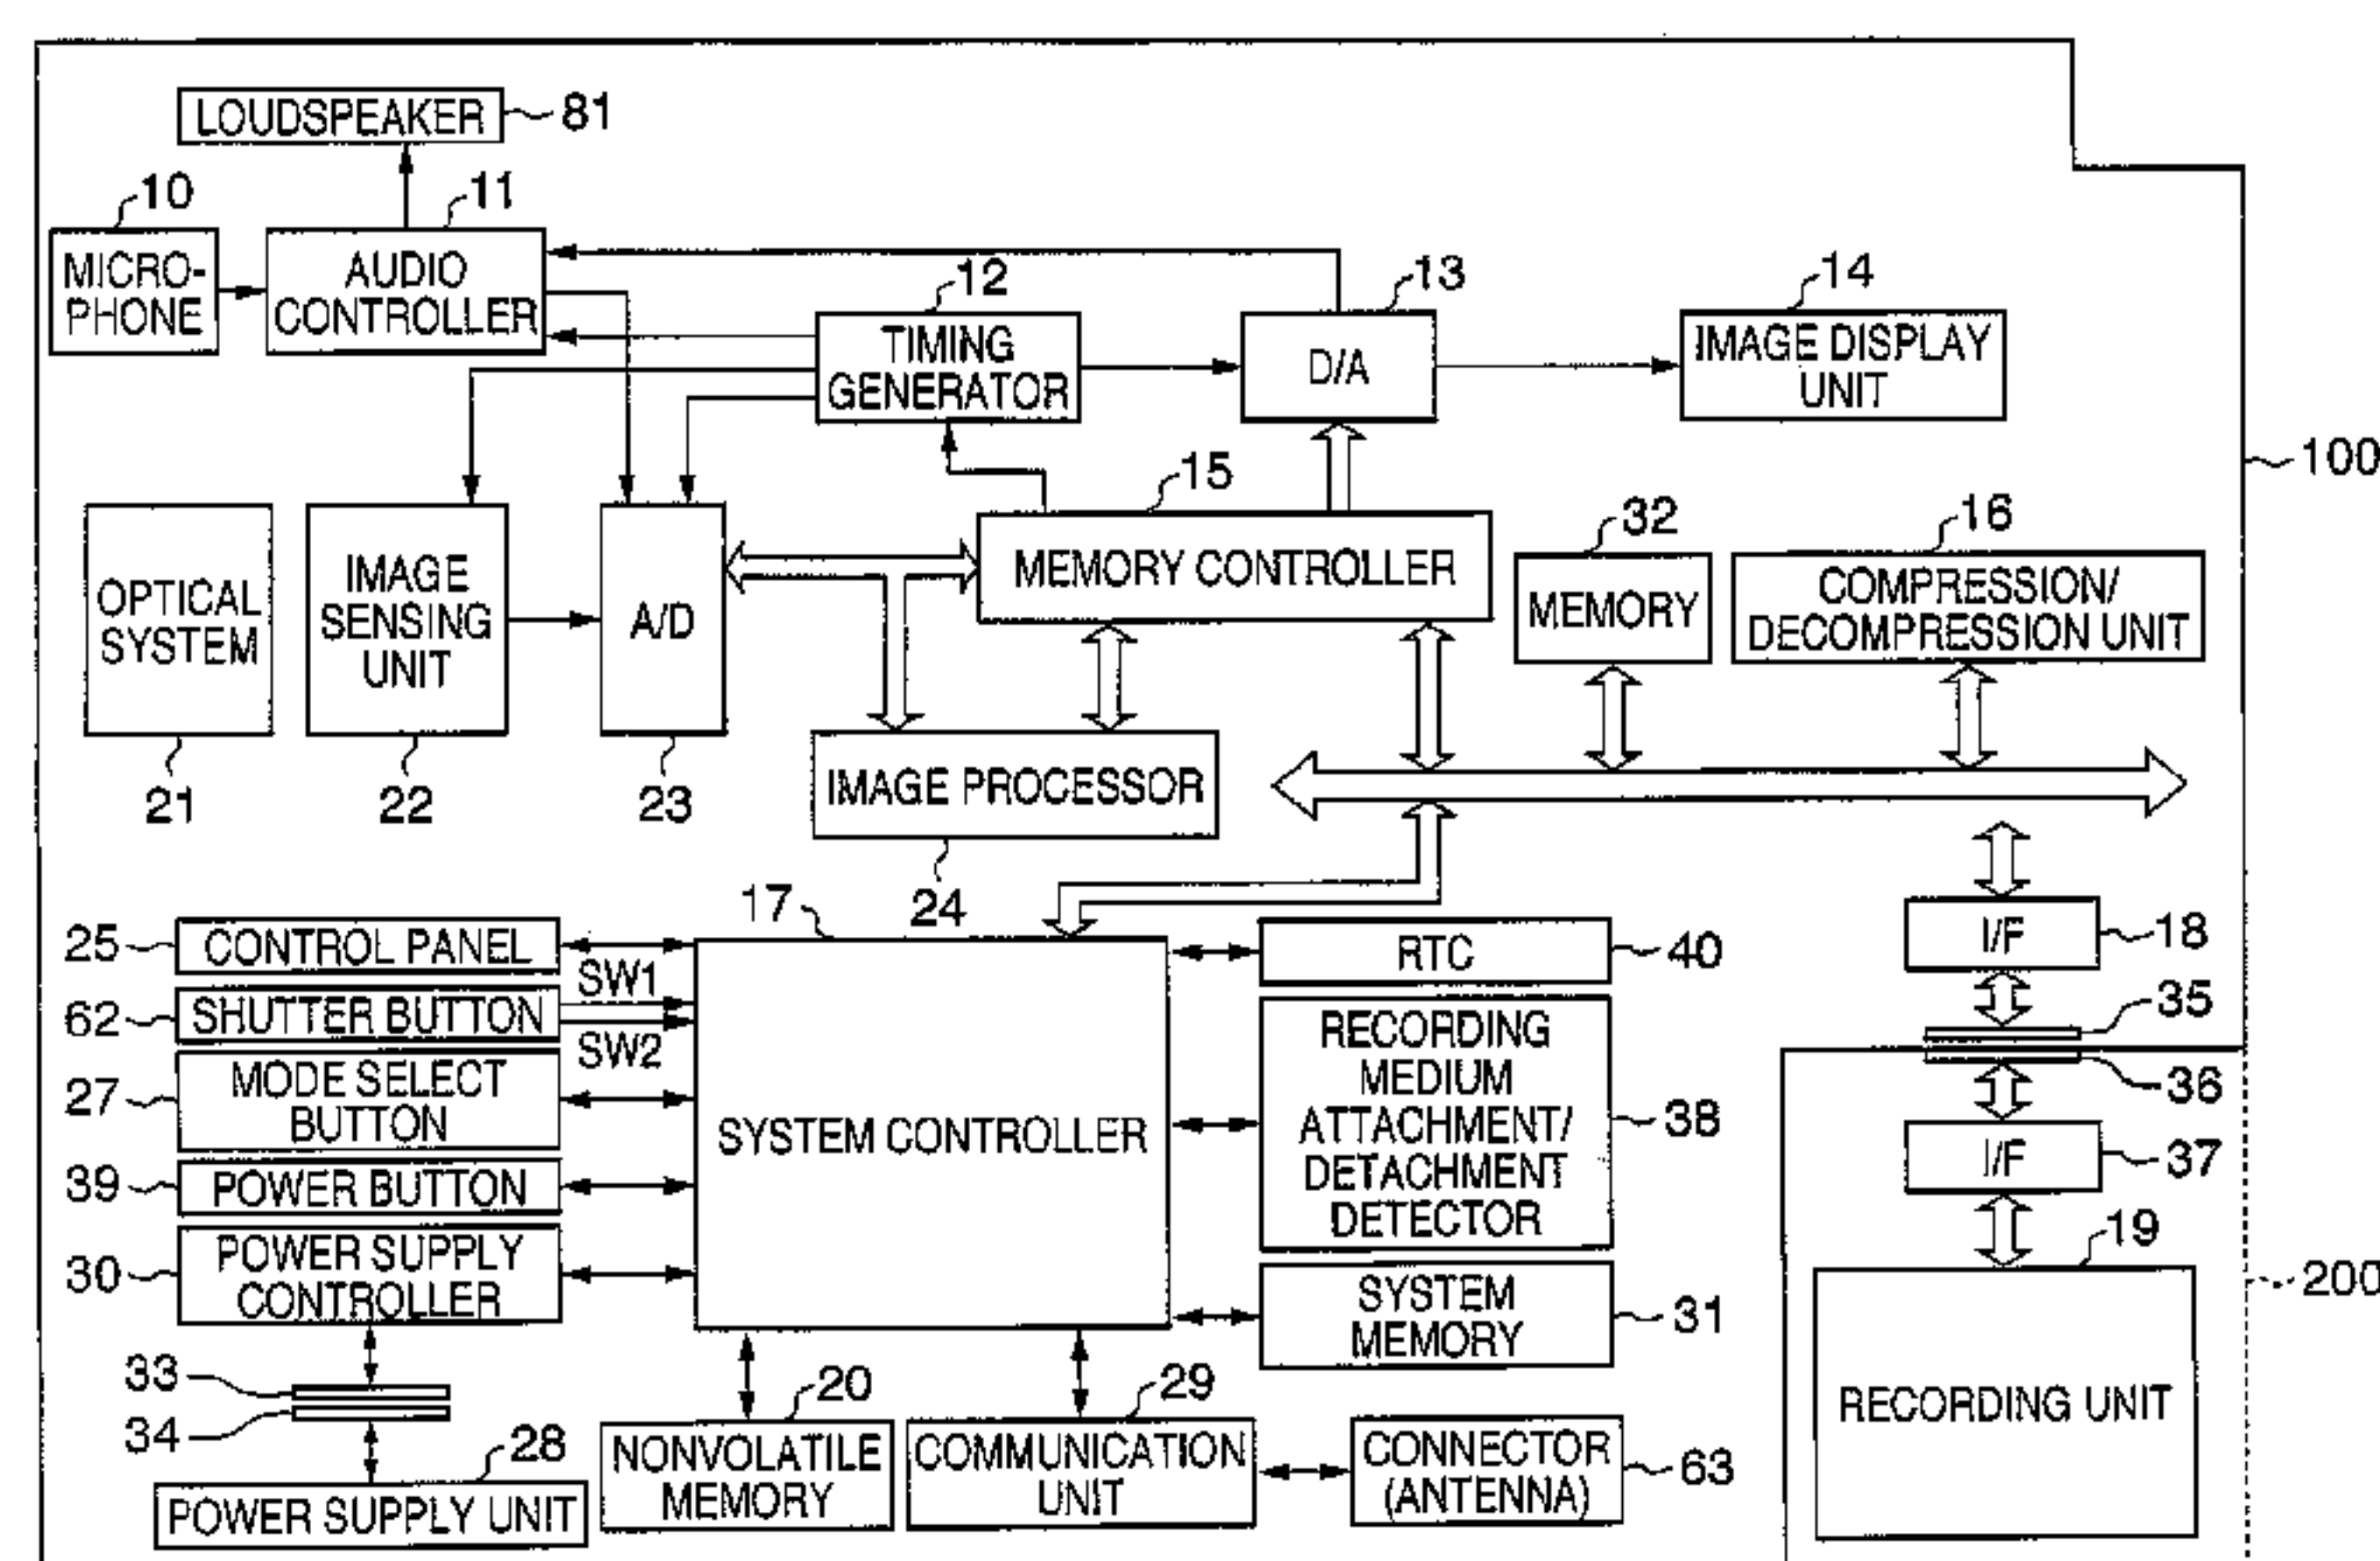 LOUDSPEAKER
81
10
11
MICRO-
PHONE
AUDIO
CONTROLLER
12
TIMING
GENERATOR
13
D/A
14
IMAGE DISPLAY
UNIT
100
15
MEMORY CONTROLLER
32
MEMORY
16
COMPRESSION/
DECOMPRESSION UNIT
OPTICAL
SYSTEM
21
IMAGE
SENSING
UNIT
22
A/D
23
IMAGE PROCESSOR
24
17
SYSTEM CONTROLLER
25
CONTROL PANEL
SW1
62
SHUTTER BUTTON
SW2
27
MODE SELECT
BUTTON
39
POWER BUTTON
30
POWER SUPPLY
CONTROLLER
33
34
28
POWER SUPPLY UNIT
20
NONVOLATILE
MEMORY
29
COMMUNICATION
UNIT
CONNECTOR
(ANTENNA)
63
RTC
40
RECORDING
MEDIUM
ATTACHMENT/
DETACHMENT
DETECTOR
38
SYSTEM
MEMORY
31
I/F
18
35
36
I/F
37
19
RECORDING UNIT
200